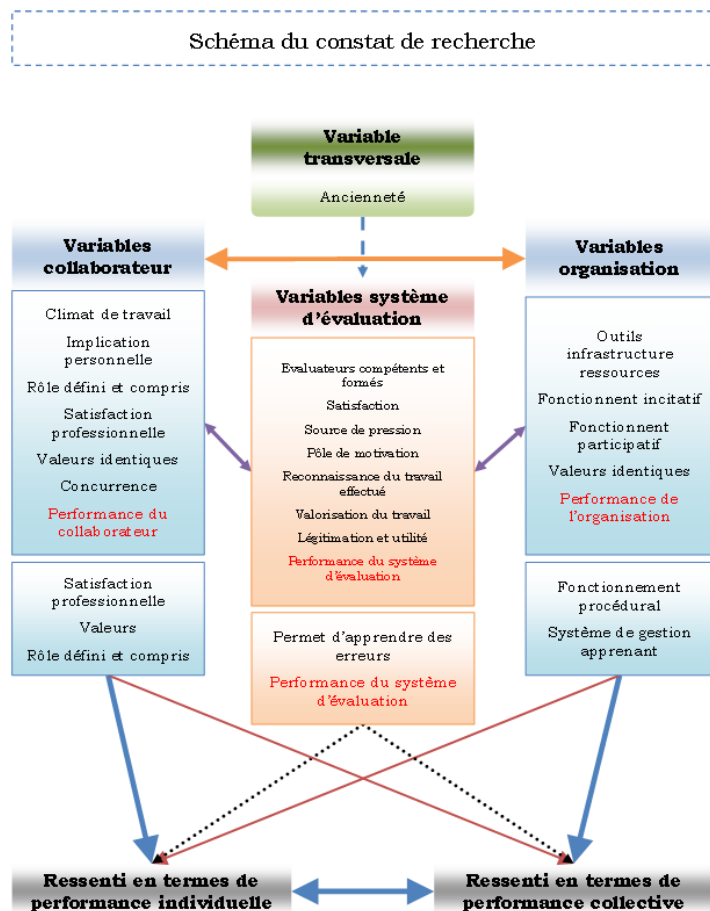 Schéma du constat de recherche
Variable
transversale
Ancienneté
Variables
collaborateur
Climat de travail
Implication
personnelle
Rôle défini et compris
Satisfaction
professionnelle
Valeurs identiques
Concurrence
Performance du
collaborateur
Satisfaction
professionnelle
Valeurs
Rôle défini et compris
Variables système
d'évaluation
Evaluateurs compétents et
formés
Satisfaction
Source de pression
Pôle de motivation
Reconnaissance du travail
effectué
Valorisation du travail
Légitimation et utilité
Performance du système
d'évaluation
Permet d'apprendre des
erreurs
Performance du système
d'évaluation
Variables
organisation
Outils
infrastructure
ressources
Fonctionnent incitatif
Fonctionnent
participatif
Valeurs identiques
Performance de
l'organisation
Fonctionnement
procédural
Système de gestion
apprenant
Ressenti en termes de
performance individuelle
Ressenti en termes de
performance collective